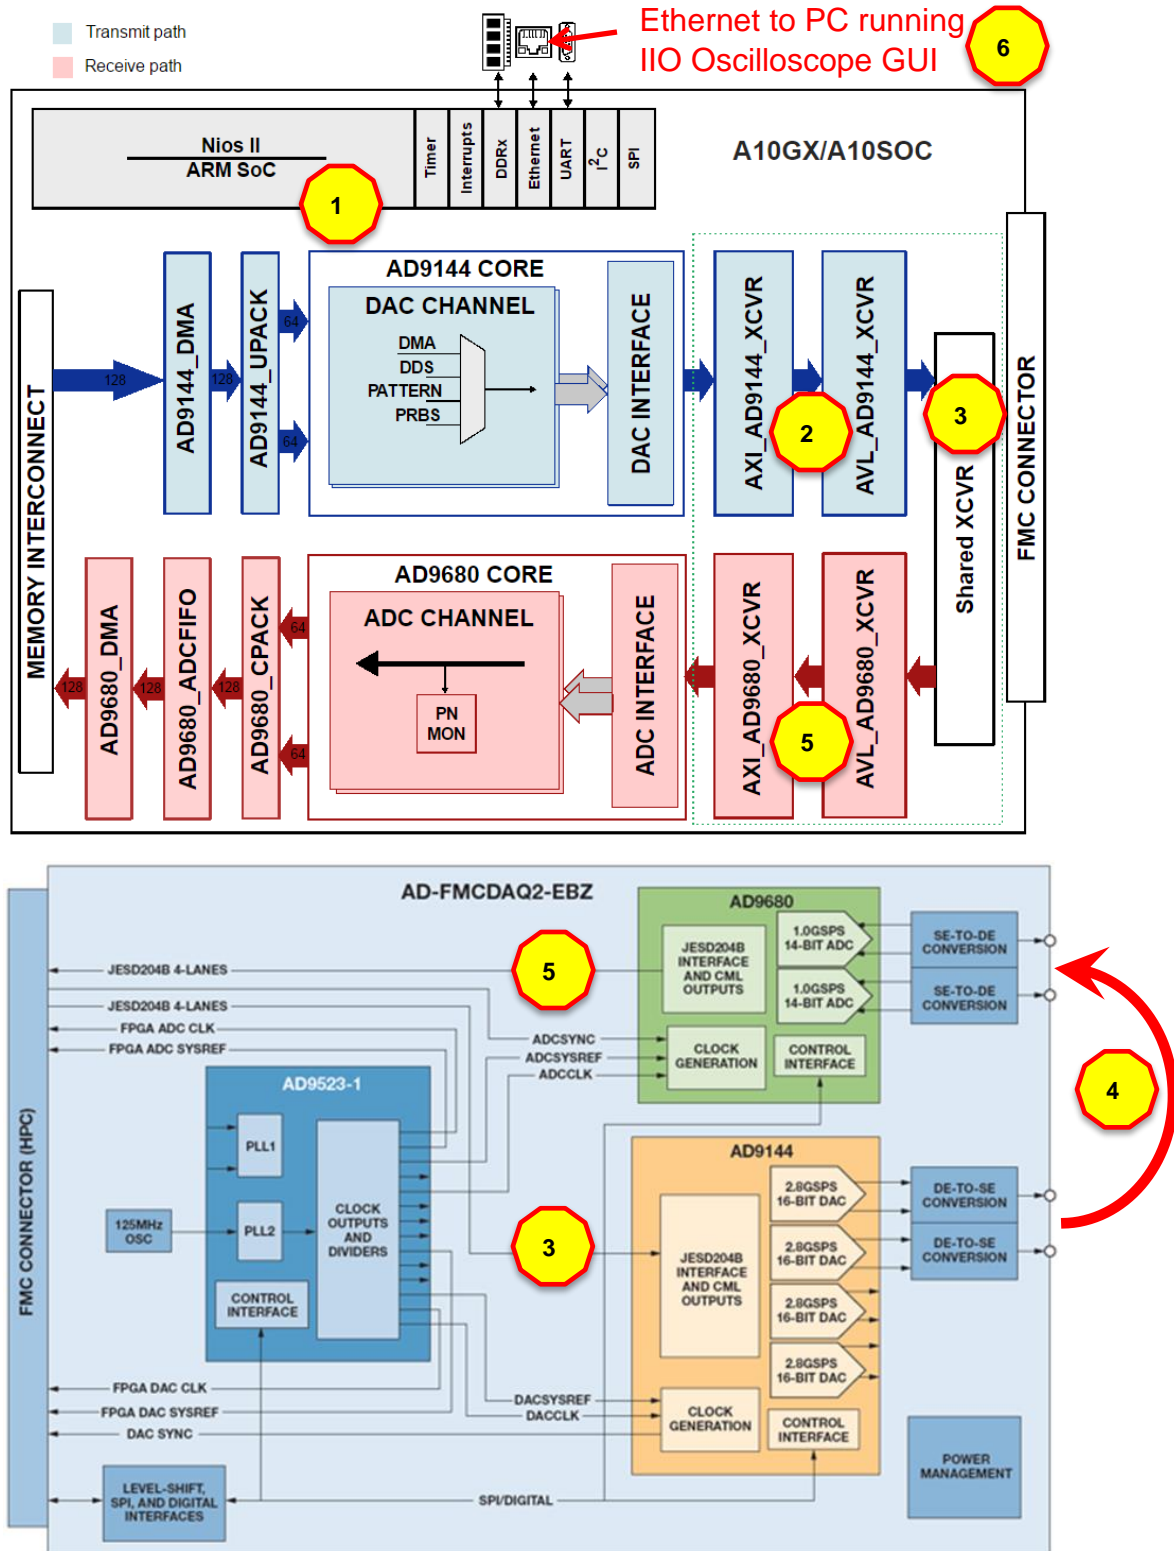 Transmit path
Receive path
Ethernet to PC running
IIO Oscilloscope GUI
6
Nios II
ARM SoC
Timer
Interrupts
DDRx
Ethernet
UART
I2C
SPI
A10GX/A10SOC
1
MEMORY INTERCONNECT
128
AD9144_DMA
128
AD9144_UPACK
64
64
AD9144 CORE
DAC CHANNEL
DMA
DDS
PATTERN
PRBS
DAC INTERFACE
AXI_AD9144_XCVR
2
AVL_AD9144_XCVR
3
Shared XCVR
FMC CONNECTOR
128
AD9680_DMA
128
AD9680_ADCFIFO
128
AD9680_CPACK
64
64
AD9680 CORE
ADC CHANNEL
PN
MON
ADC INTERFACE
AXI_AD9680_XCVR
5
AVL_AD9680_XCVR
AD-FMCDAQ2-EBZ
FMC CONNECTOR (HPC)
JESD204B 4-LANES
5
JESD204B 4-LANES
FPGA ADC CLK
FPGA ADC SYSREF
ADCSYNC
ADCSYSREF
ADCCLK
AD9680
JESD204B
INTERFACE
AND CML
OUTPUTS
1.0GSPS
14-BIT ADC
1.0GSPS
14-BIT ADC
CLOCK
GENERATION
CONTROL
INTERFACE
SE-TO-DE
CONVERSION
SE-TO-DE
CONVERSION
4
AD9523-1
PLL1
PLL2
125MHz
OSC
CLOCK
OUTPUTS
AND
DIVIDERS
CONTROL
INTERFACE
3
AD9144
JESD204B
INTERFACE
AND CML
OUTPUTS
2.8GSPS
16-BIT DAC
2.8GSPS
16-BIT DAC
2.8GSPS
16-BIT DAC
2.8GSPS
16-BIT DAC
DE-TO-SE
CONVERSION
DE-TO-SE
CONVERSION
FPGA DAC CLK
FPGA DAC SYSREF
DAC SYNC
DACSYSREF
DACCLK
CLOCK
GENERATION
CONTROL
INTERFACE
LEVEL-SHIFT,
SPI, AND DIGITAL
INTERFACES
SPI/DIGITAL
POWER
MANAGEMENT